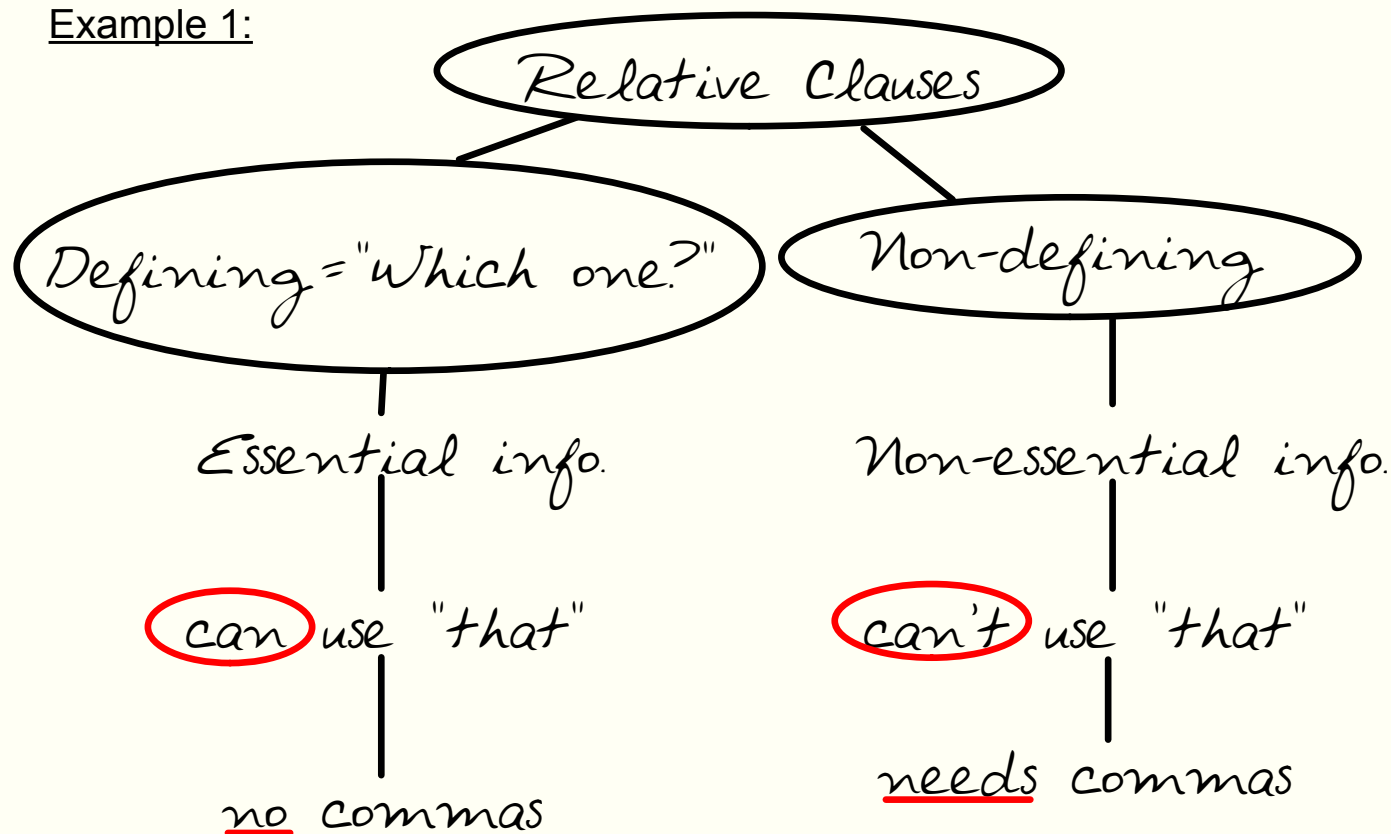 Example 1:
Relative Clauses
Defining = "Which one?"
Non-defining
Essential info.
Non-essential info.
can use "that"
can't use "that"
no commas
needs commas